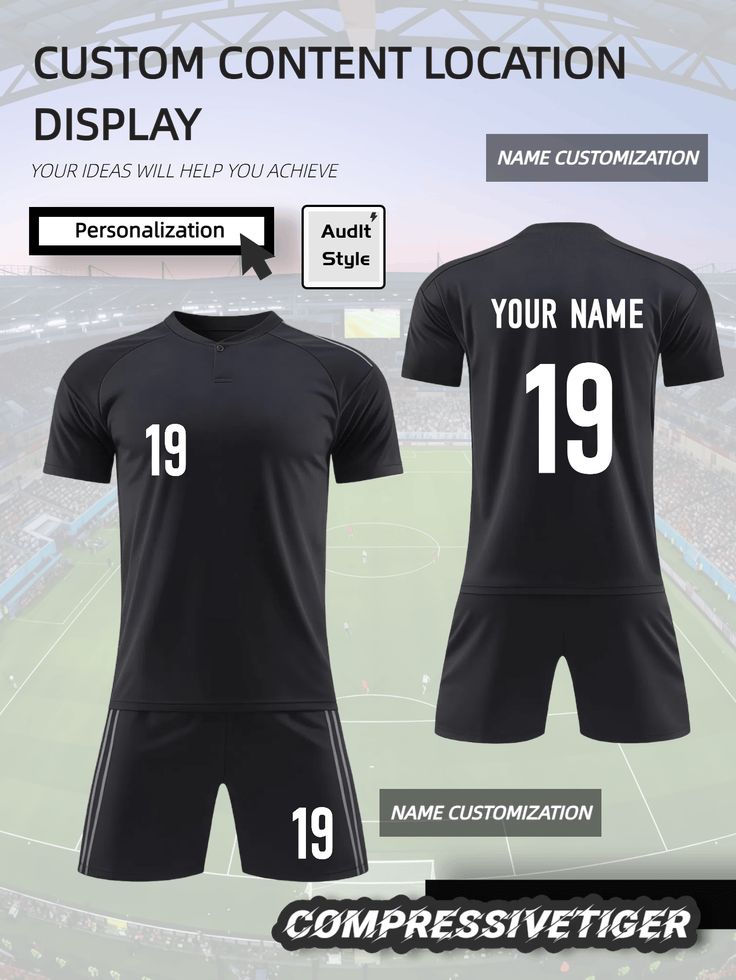 CUSTOM CONTENT LOCATION
DISPLAY
YOUR IDEAS WILL HELP YOU ACHIEVE
NAME CUSTOMIZATION
Personalization
AudIt
Style
YOUR NAME
19
19
19
NAME CUSTOMIZATION
COMPRESSIVETIGER